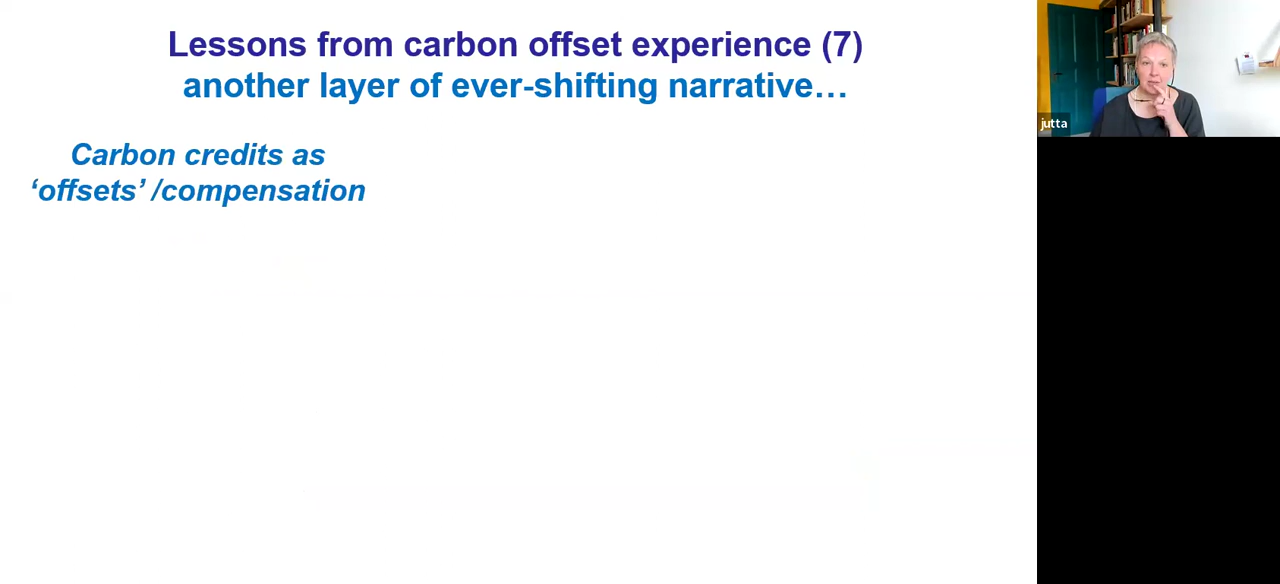 Lessons from carbon offset experience (7)
another layer of ever-shifting narrative…
Carbon credits as
‘offsets’ /compensation
jutta